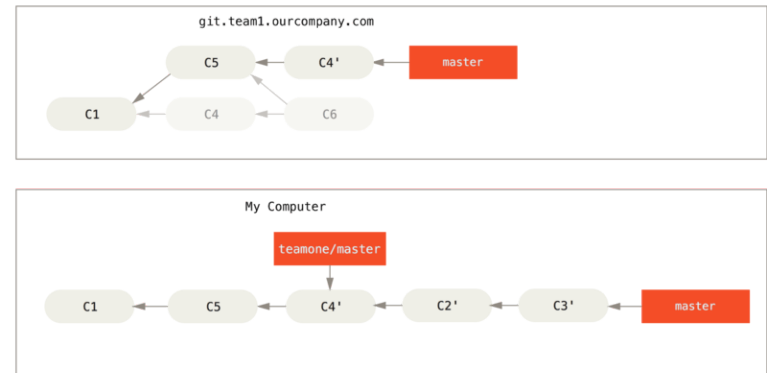 git.team1.ourcompany.com
C5 C4' master
C1 C4 C6
My Computer
teamone/master
C1 C5 C4' C2' C3' master